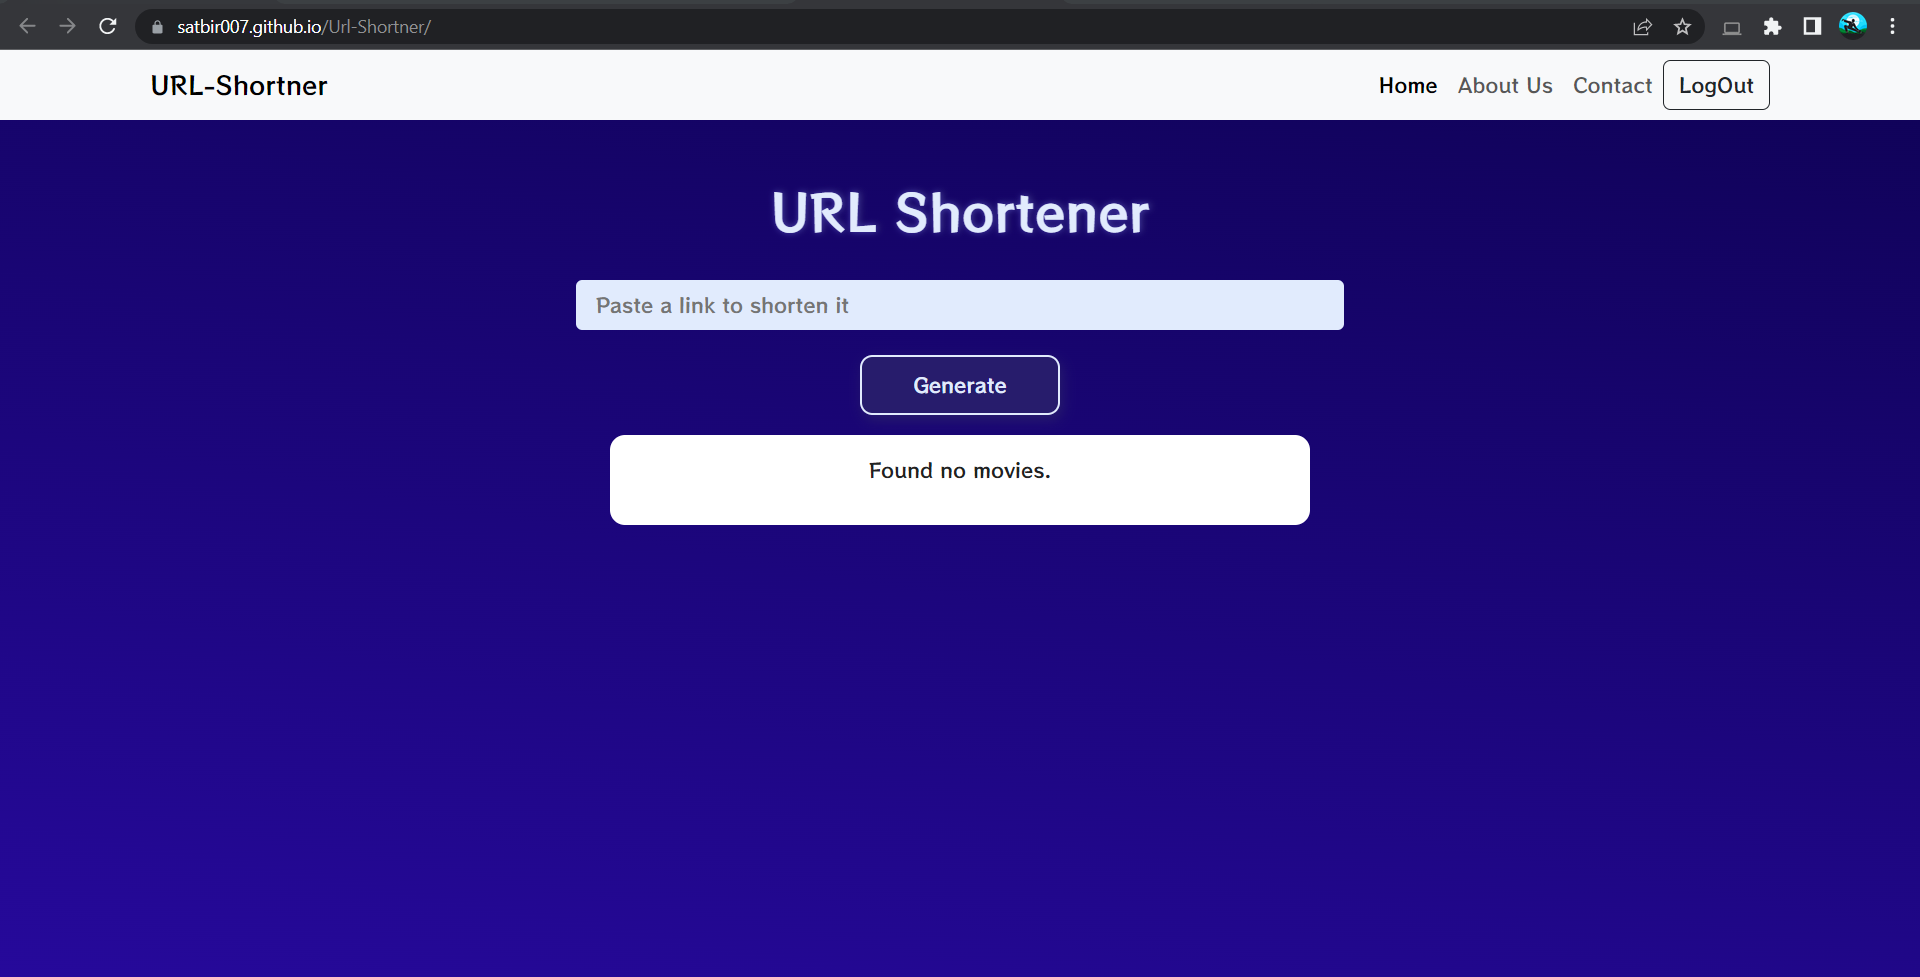 satbir007.github.io/Url-Shortner/
URL-Shortner
Home About Us Contact LogOut
URL Shortener
Paste a link to shorten it
Generate
Found no movies.